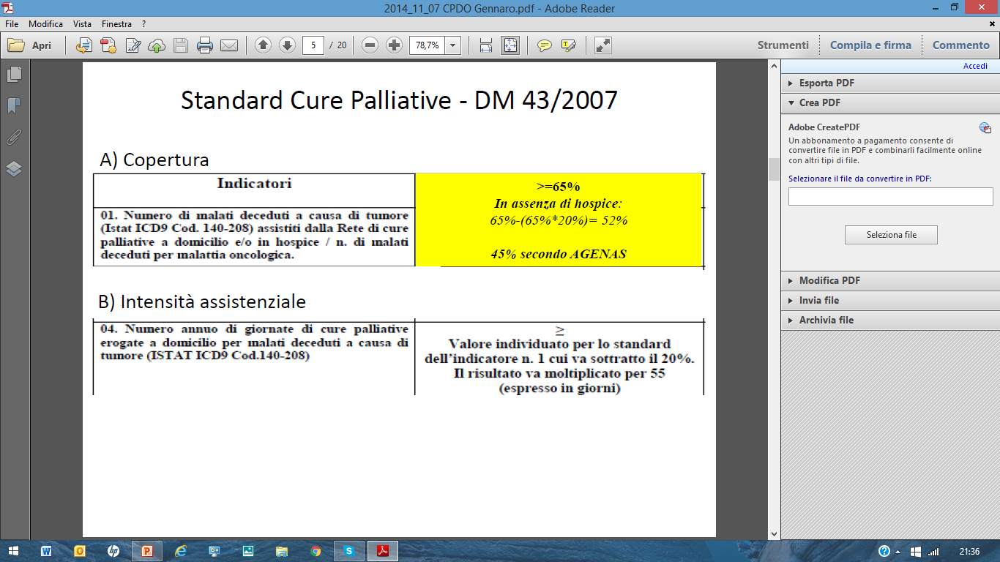 2014_11_07 CPDO Gennaro.pdf - Adobe Reader
File Modifica Vista Finestra ?
Apri 5 / 20 78,7% Strumenti Compila e firma Commento
Accedi
Esporta PDF
Crea PDF
Adobe CreatePDF
Un abbonamento a pagamento consente di
convertire file in PDF e combinarli facilmente online
con altri tipi di file.
Selezionare il file da convertire in PDF:
Seleziona file
Modifica PDF
Invia file
Archivia file
Standard Cure Palliative - DM 43/2007
A) Copertura
Indicatori
01. Numero di malati deceduti a causa di tumore
(Istat ICD9 Cod. 140-208) assistiti dalla Rete di cure
palliative a domicilio e/o in hospice / n. di malati
deceduti per malattia oncologica.
>=65%
In assenza di hospice:
65%-(65%*20%)= 52%
45% secondo AGENAS
B) Intensità assistenziale
04. Numero annuo di giornate di cure palliative
erogate a domicilio per malati deceduti a causa di
tumore (ISTAT ICD9 Cod.140-208)
≥
Valore individuato per lo standard
dell'indicatore n. 1 cui va sottratto il 20%.
Il risultato va moltiplicato per 55
(espresso in giorni)
21:36